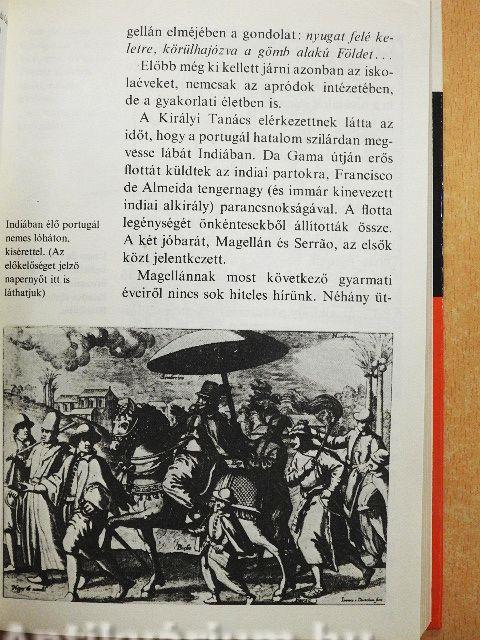 gellán elméjében a gondolat: nyugat felé ke-
letre, körülhajózva a gömb alakú Földet...
Előbb még ki kellett járni azonban az isko-
laéveket, nemcsak az apródok intézetében,
de a gyakorlati életben is.
A Királyi Tanács elérkezettnek látta az
időt, hogy a portugál hatalom szilárdan meg-
vesse lábát Indiában. Da Gama útján erős
flottát küldtek az indiai partokra, Francisco
de Almeida tengernagy (és immár kinevezett
indiai alkirály) parancsnokságával. A flotta
legénységét önkéntesekből állították össze.
A két jóbarát, Magellán és Serrão, az elsők
közt jelentkezett.
Magellánnak most következő gyarmati
éveiről nincs sok hiteles hírünk. Néhány üt-
Indiában élő portugál
nemes lóháton,
kísérettel. (Az
előkelőséget jelző
napernyőt itt is
láthatjuk)